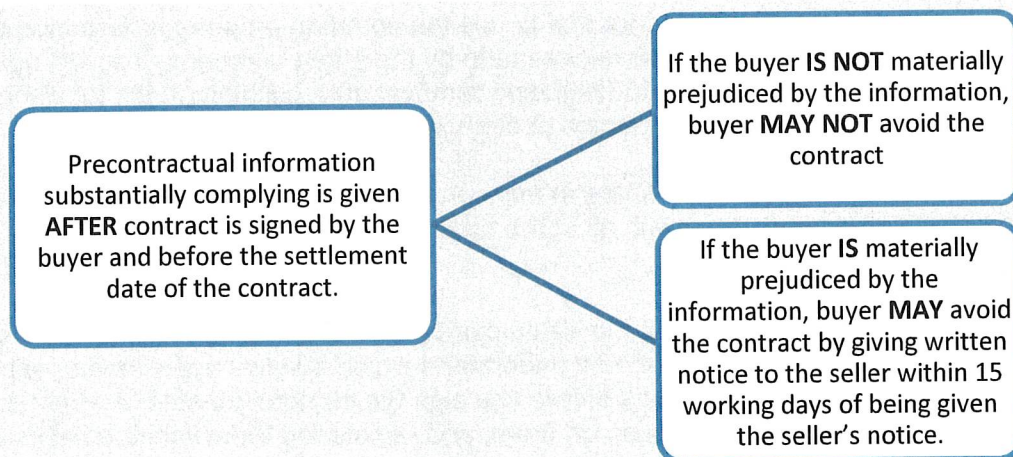 Precontractual information
substantially complying is given
AFTER contract is signed by the
buyer and before the settlement
date of the contract.
If the buyer IS NOT materially
prejudiced by the information,
buyer MAY NOT avoid the
contract
If the buyer IS materially
prejudiced by the
information, buyer MAY avoid
the contract by giving written
notice to the seller within 15
working days of being given
the seller’s notice.